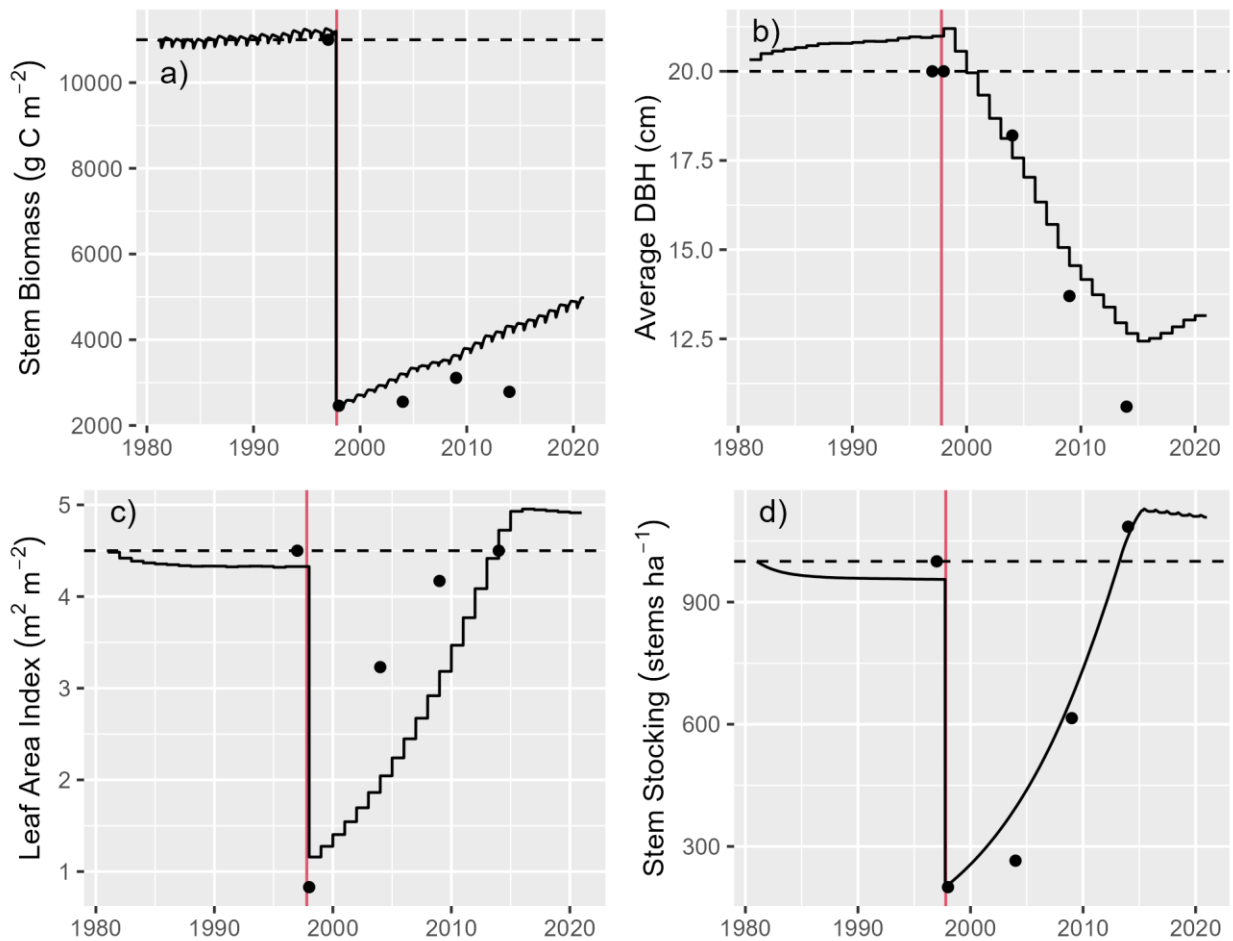 a)
Stem Biomass (g C m⁻²)
10000
8000
6000
4000
2000
1980 1990 2000 2010 2020
b)
Average DBH (cm)
20.0
17.5
15.0
12.5
1980 1990 2000 2010 2020
c)
Leaf Area Index (m² m⁻²)
5
4
3
2
1
1980 1990 2000 2010 2020
d)
Stem Stocking (stems ha⁻¹)
900
600
300
1980 1990 2000 2010 2020